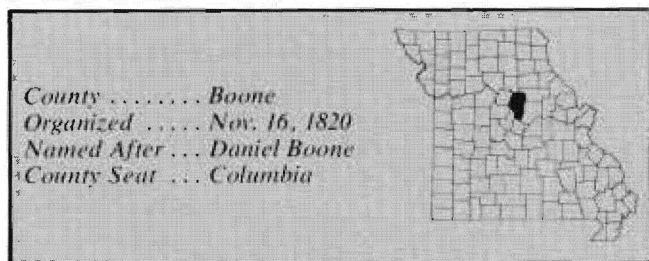 County ........ Boone
Organized ..... Nov. 16, 1820
Named After ... Daniel Boone
County Seat ... Columbia